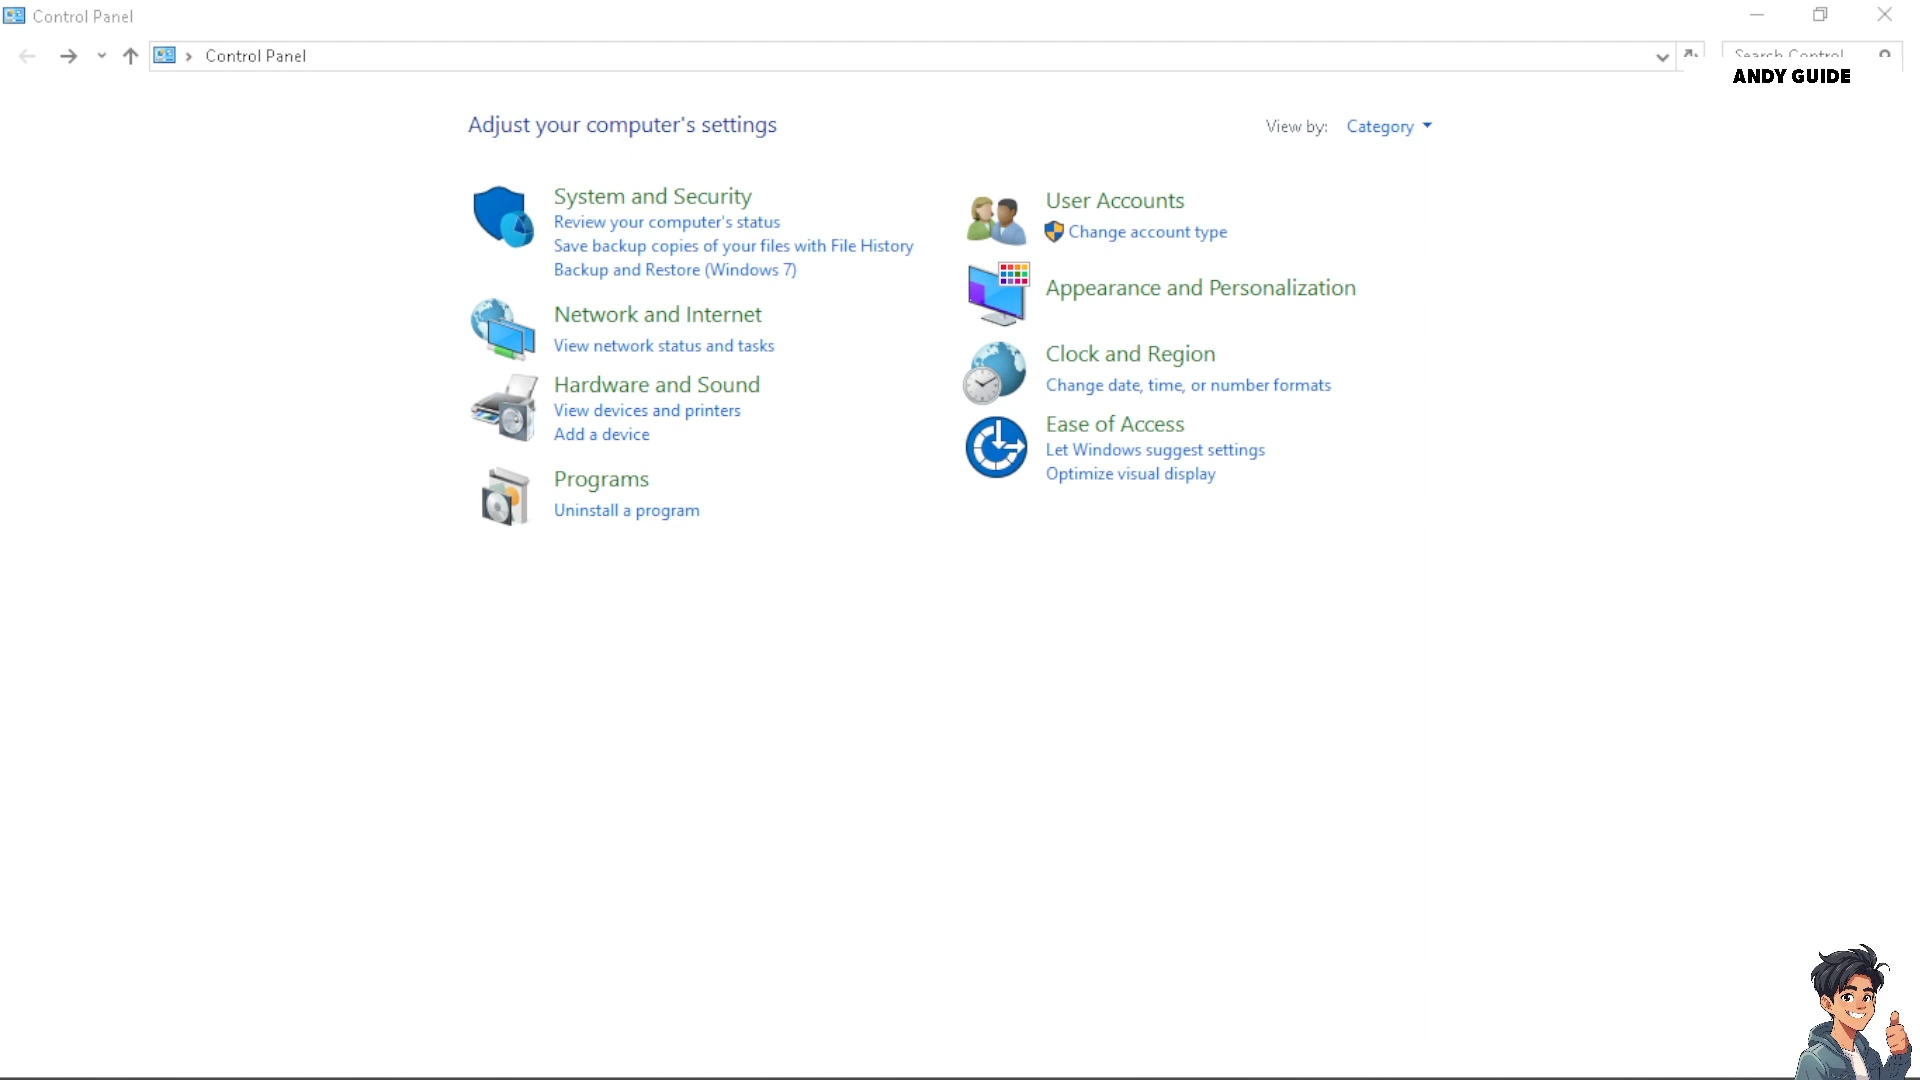 Control Panel
Control Panel
Search Control
ANDY GUIDE
Adjust your computer's settings
View by: Category
System and Security
Review your computer's status
Save backup copies of your files with File History
Backup and Restore (Windows 7)
Network and Internet
View network status and tasks
Hardware and Sound
View devices and printers
Add a device
Programs
Uninstall a program
User Accounts
Change account type
Appearance and Personalization
Clock and Region
Change date, time, or number formats
Ease of Access
Let Windows suggest settings
Optimize visual display